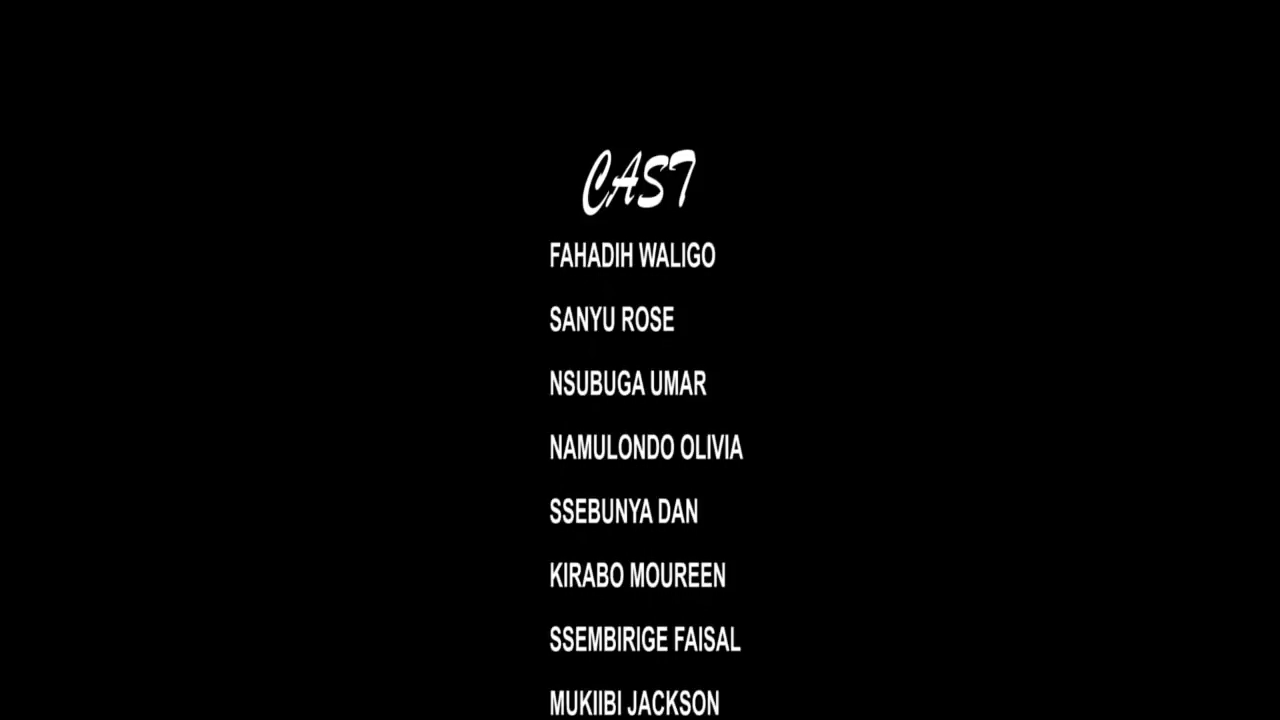 CAST
FAHADIH WALIGO
SANYU ROSE
NSUBUGA UMAR
NAMULONDO OLIVIA
SSEBUNYA DAN
KIRABO MOUREEN
SSEMBIRIGE FAISAL
MUKIIBI JACKSON